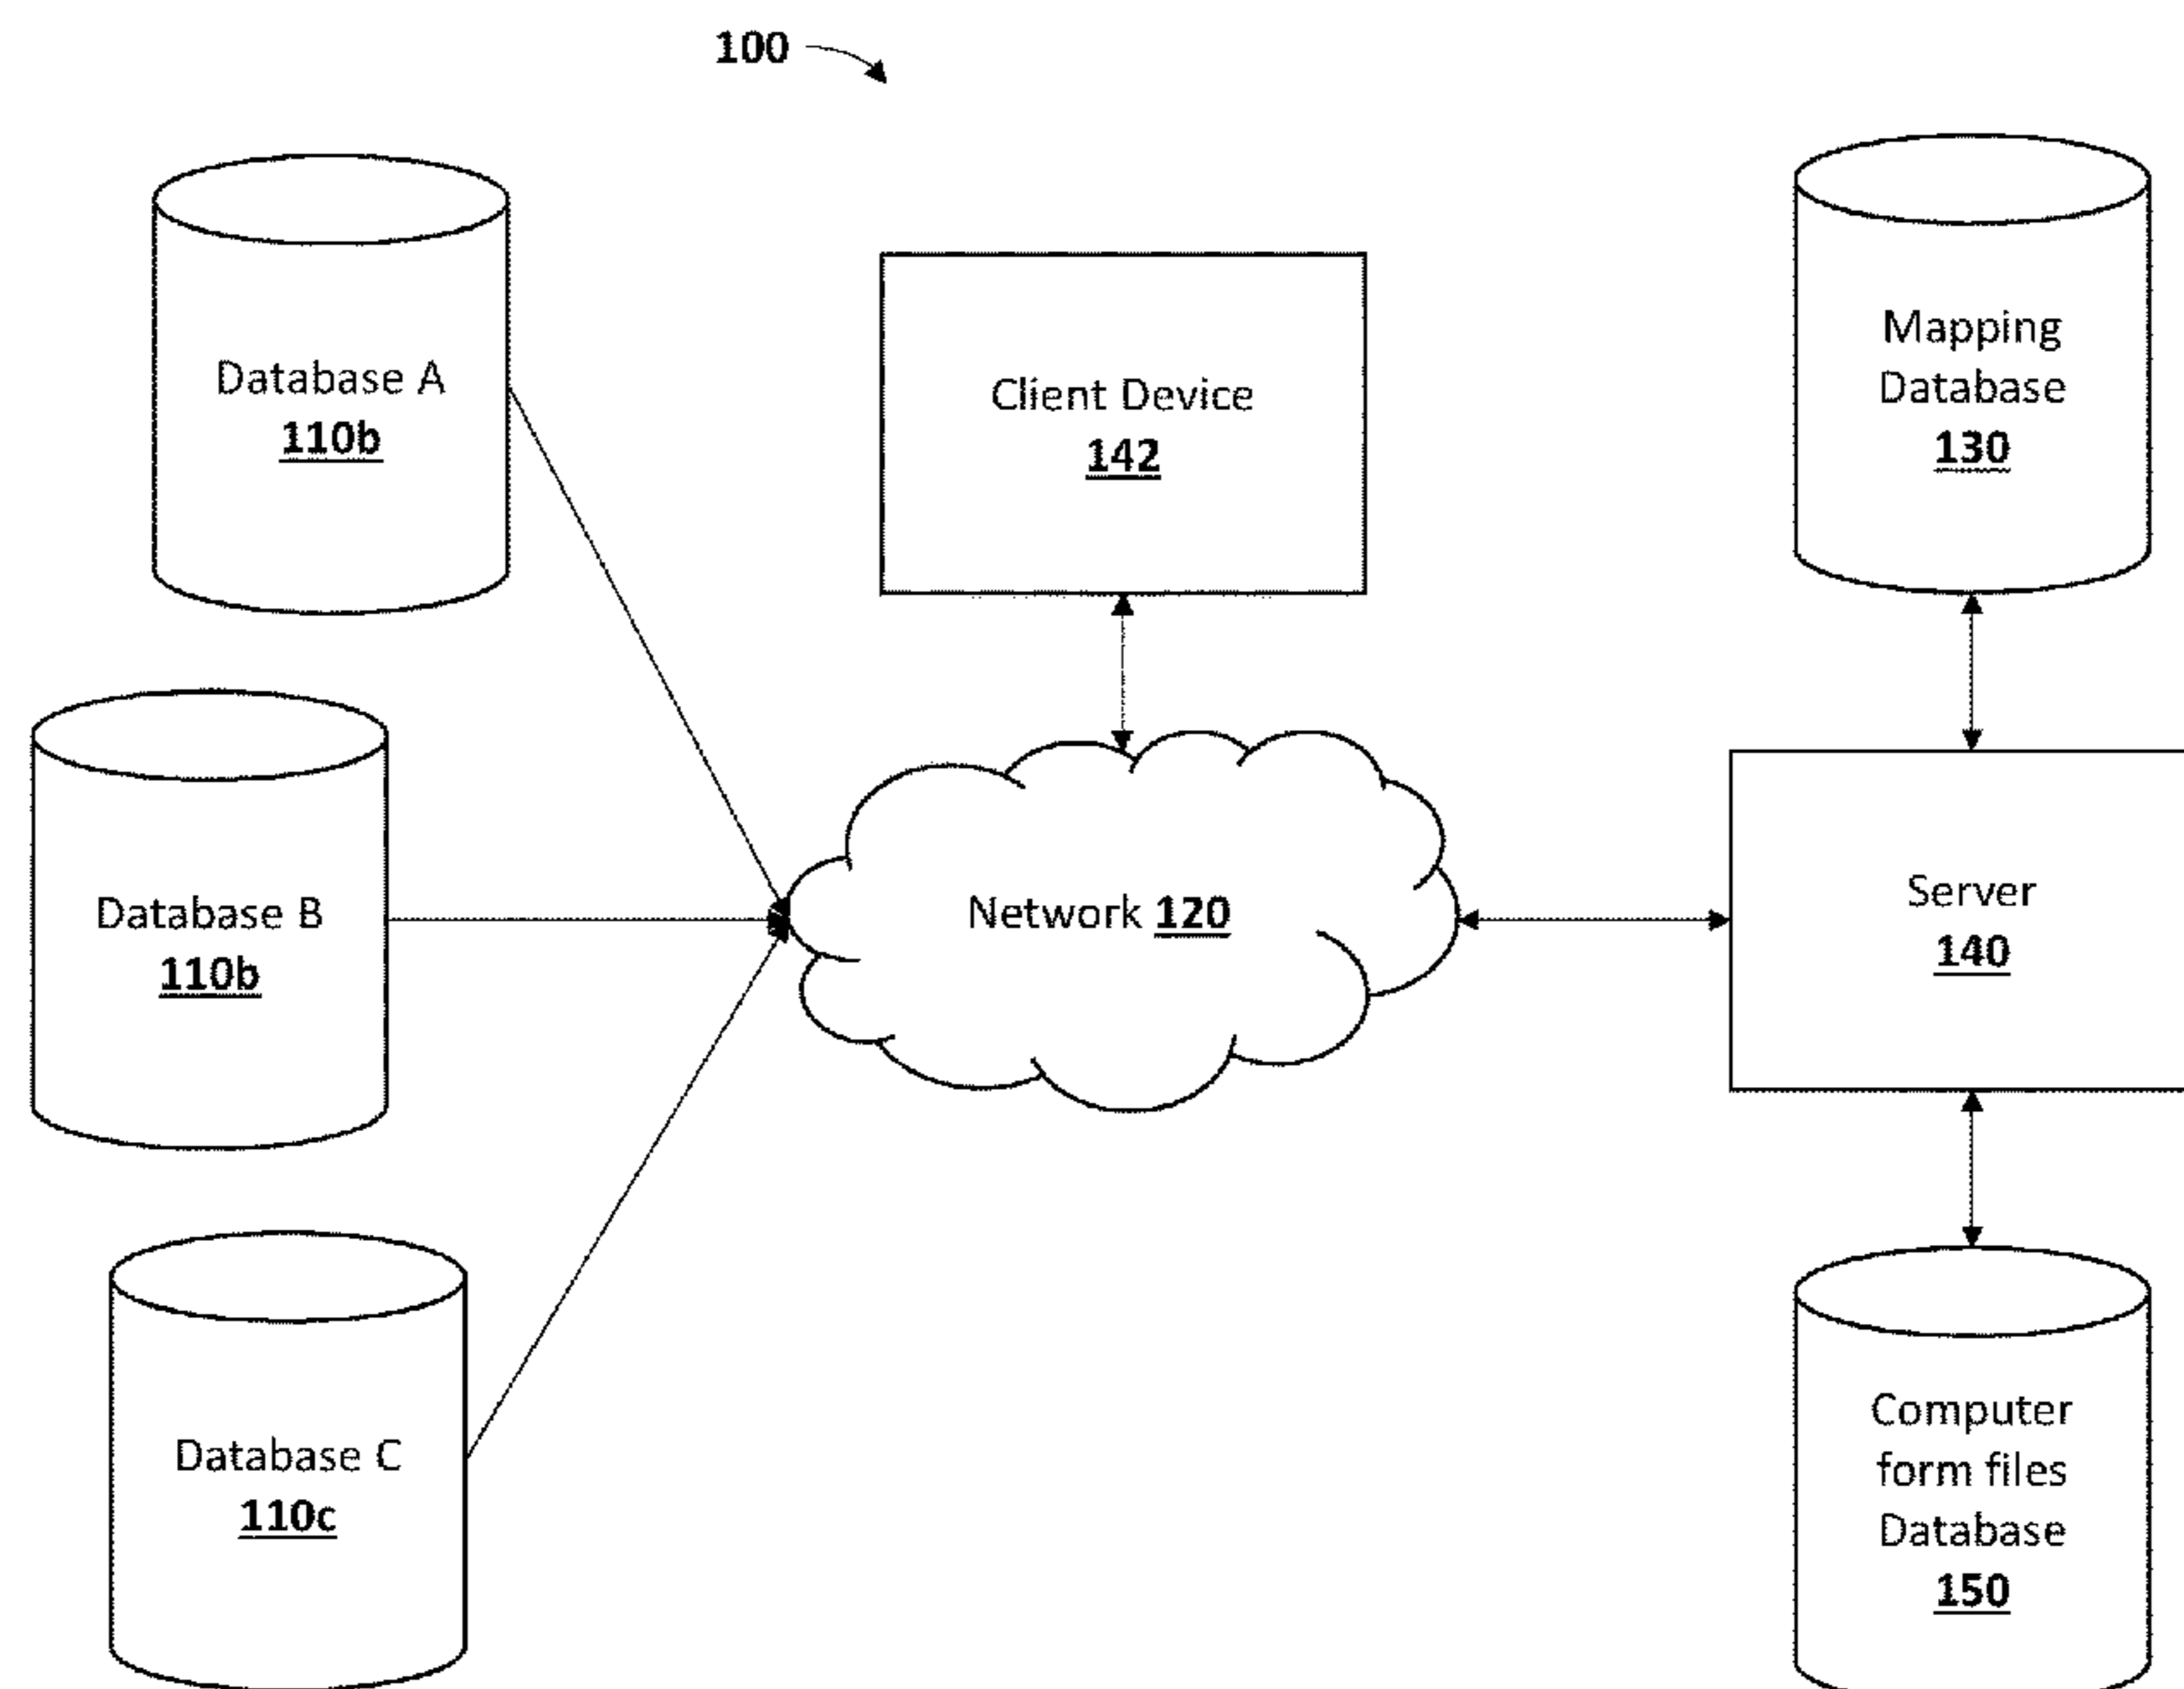 100
Database A
110b
Client Device
142
Mapping
Database
130
Database B
110b
Network 120
Server
140
Database C
110c
Computer
form files
Database
150